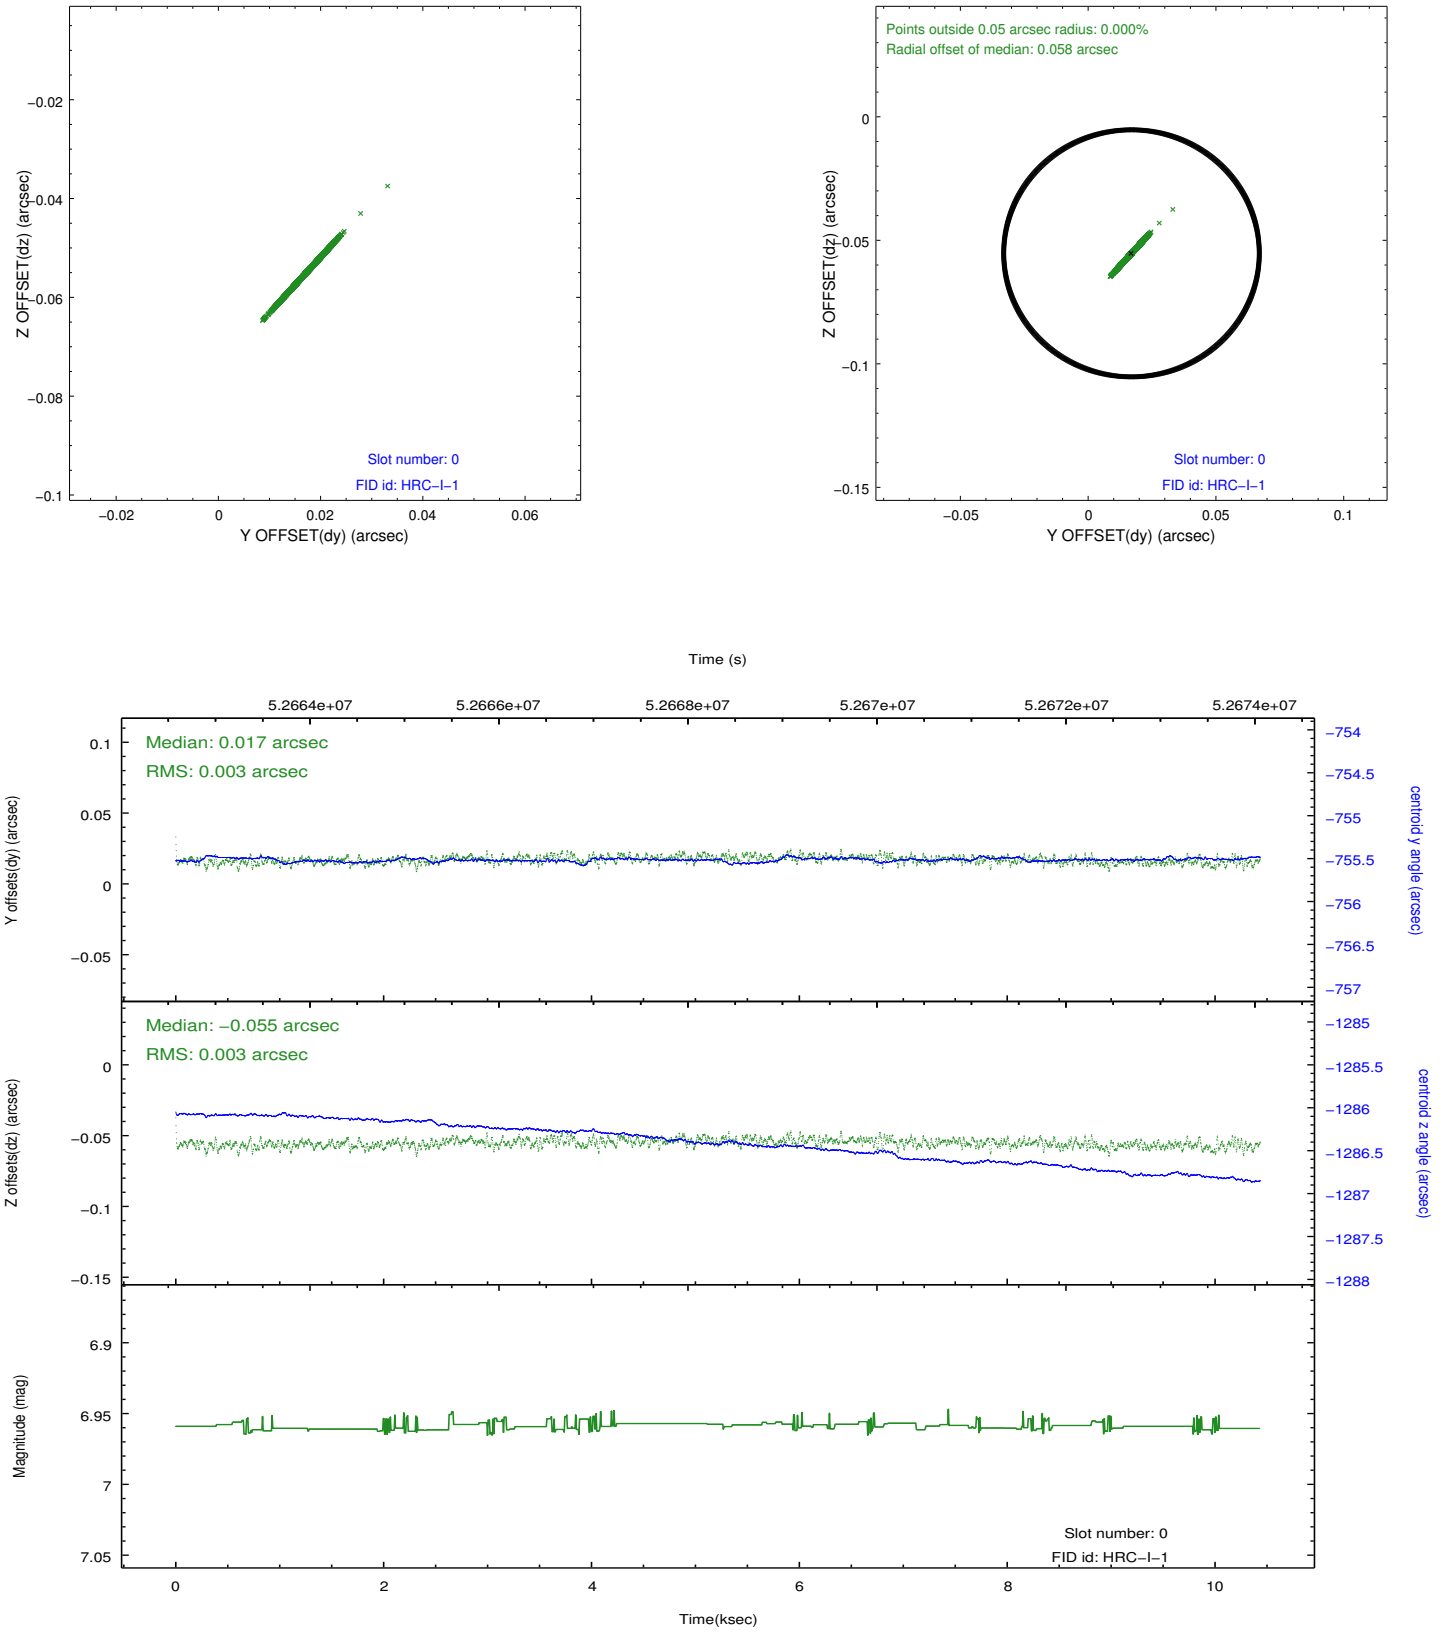 −0.02
−0.04
−0.06
−0.08
−0.1
Z OFFSET(dz) (arcsec)
Slot number: 0
FID id: HRC−I−1
−0.02
0
0.02
0.04
0.06
Y OFFSET(dy) (arcsec)
Points outside 0.05 arcsec radius: 0.000%
Radial offset of median: 0.058 arcsec
0
−0.05
−0.1
−0.15
Z OFFSET(dz) (arcsec)
Slot number: 0
FID id: HRC−I−1
−0.05
0
0.05
0.1
Y OFFSET(dy) (arcsec)
Time (s)
5.2664e+07
5.2666e+07
5.2668e+07
5.267e+07
5.2672e+07
5.2674e+07
Median: 0.017 arcsec
RMS: 0.003 arcsec
0.1
0.05
0
−0.05
Y offsets(dy) (arcsec)
−754
−754.5
−755
−755.5
−756
−756.5
−757
centroid y angle (arcsec)
Median: −0.055 arcsec
RMS: 0.003 arcsec
0
−0.05
−0.1
−0.15
Z offsets(dz) (arcsec)
−1285
−1285.5
−1286
−1286.5
−1287
−1287.5
−1288
centroid z angle (arcsec)
6.9
6.95
7
7.05
Magnitude (mag)
Slot number: 0
FID id: HRC−I−1
0
2
4
6
8
10
Time(ksec)